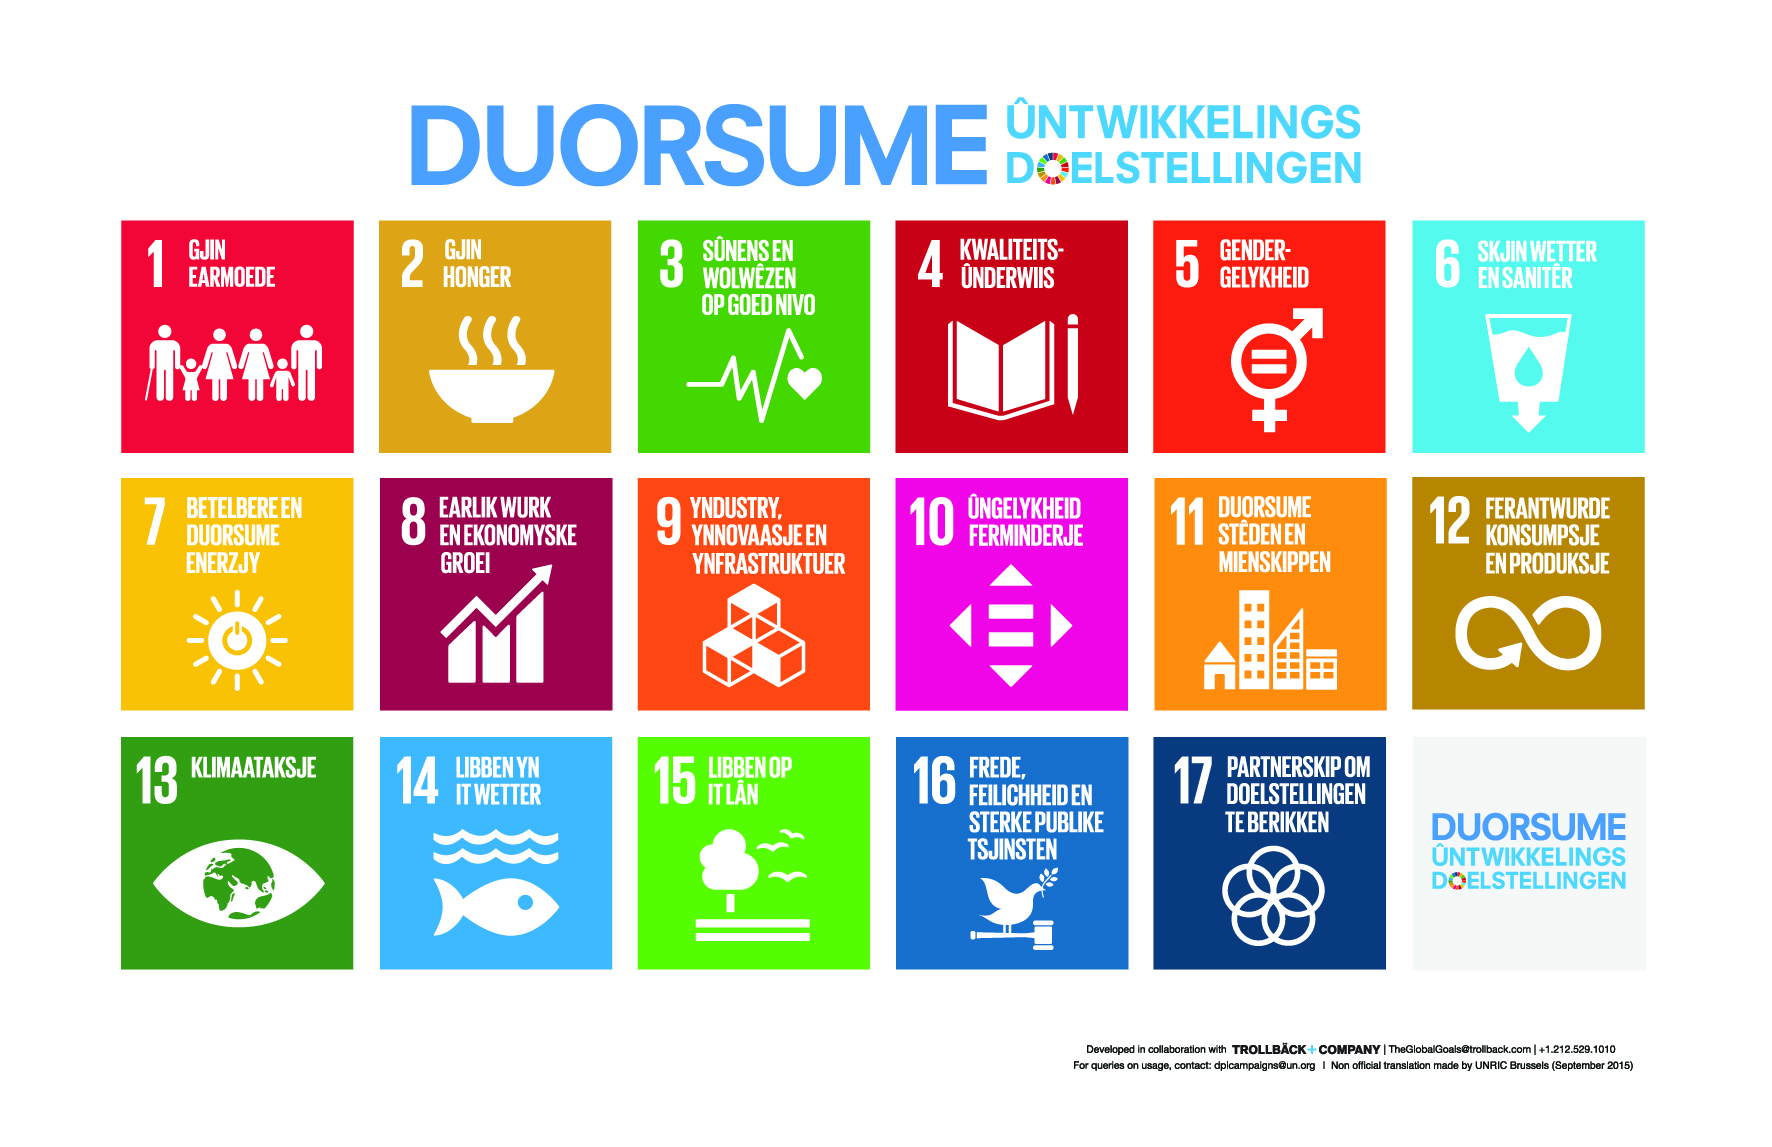 DUORSUME
ÛNTWIKKELINGS
DOELSTELLINGEN
1 GJIN
EARMOEDE
2 GJIN
HONGER
3 SÛNENS EN
WOLWÊZEN
OP GOED NIVO
4 KWALITEITS-
ÛNDERWIIS
5 GENDER-
GELYKHEID
6 SKJIN WETTER
EN SANITÊR
7 BETELBERE EN
DUORSUME
ENERZJY
8 EARLIK WURK
EN EKONOMYSKE
GROEI
9 YNDUSTRY,
YNNOVAASJE EN
YNFRASTRUKTUER
10 ÛNGELYKHEID
FERMINDERJE
11 DUORSUME
STÊDEN EN
MIENSKIPPEN
12 FERANTWURDE
KONSUMPSJE
EN PRODUKSJE
13 KLIMAATAKSJE
14 LIBBEN YN
IT WETTER
15 LIBBEN OP
IT LÂN
16 FREDE,
FEILICHHEID EN
STERKE PUBLIKE
TSJINSTEN
17 PARTNERSKIP OM
DOELSTELLINGEN
TE BERIKKEN
DUORSUME
ÛNTWIKKELINGS
DOELSTELLINGEN
Developed in collaboration with TROLLBÄCK+COMPANY | TheGlobalGoals@trollback.com | +1.212.529.1010
For queries on usage, contact: dpicampaigns@un.org | Non official translation made by UNRIC Brussels (September 2015)